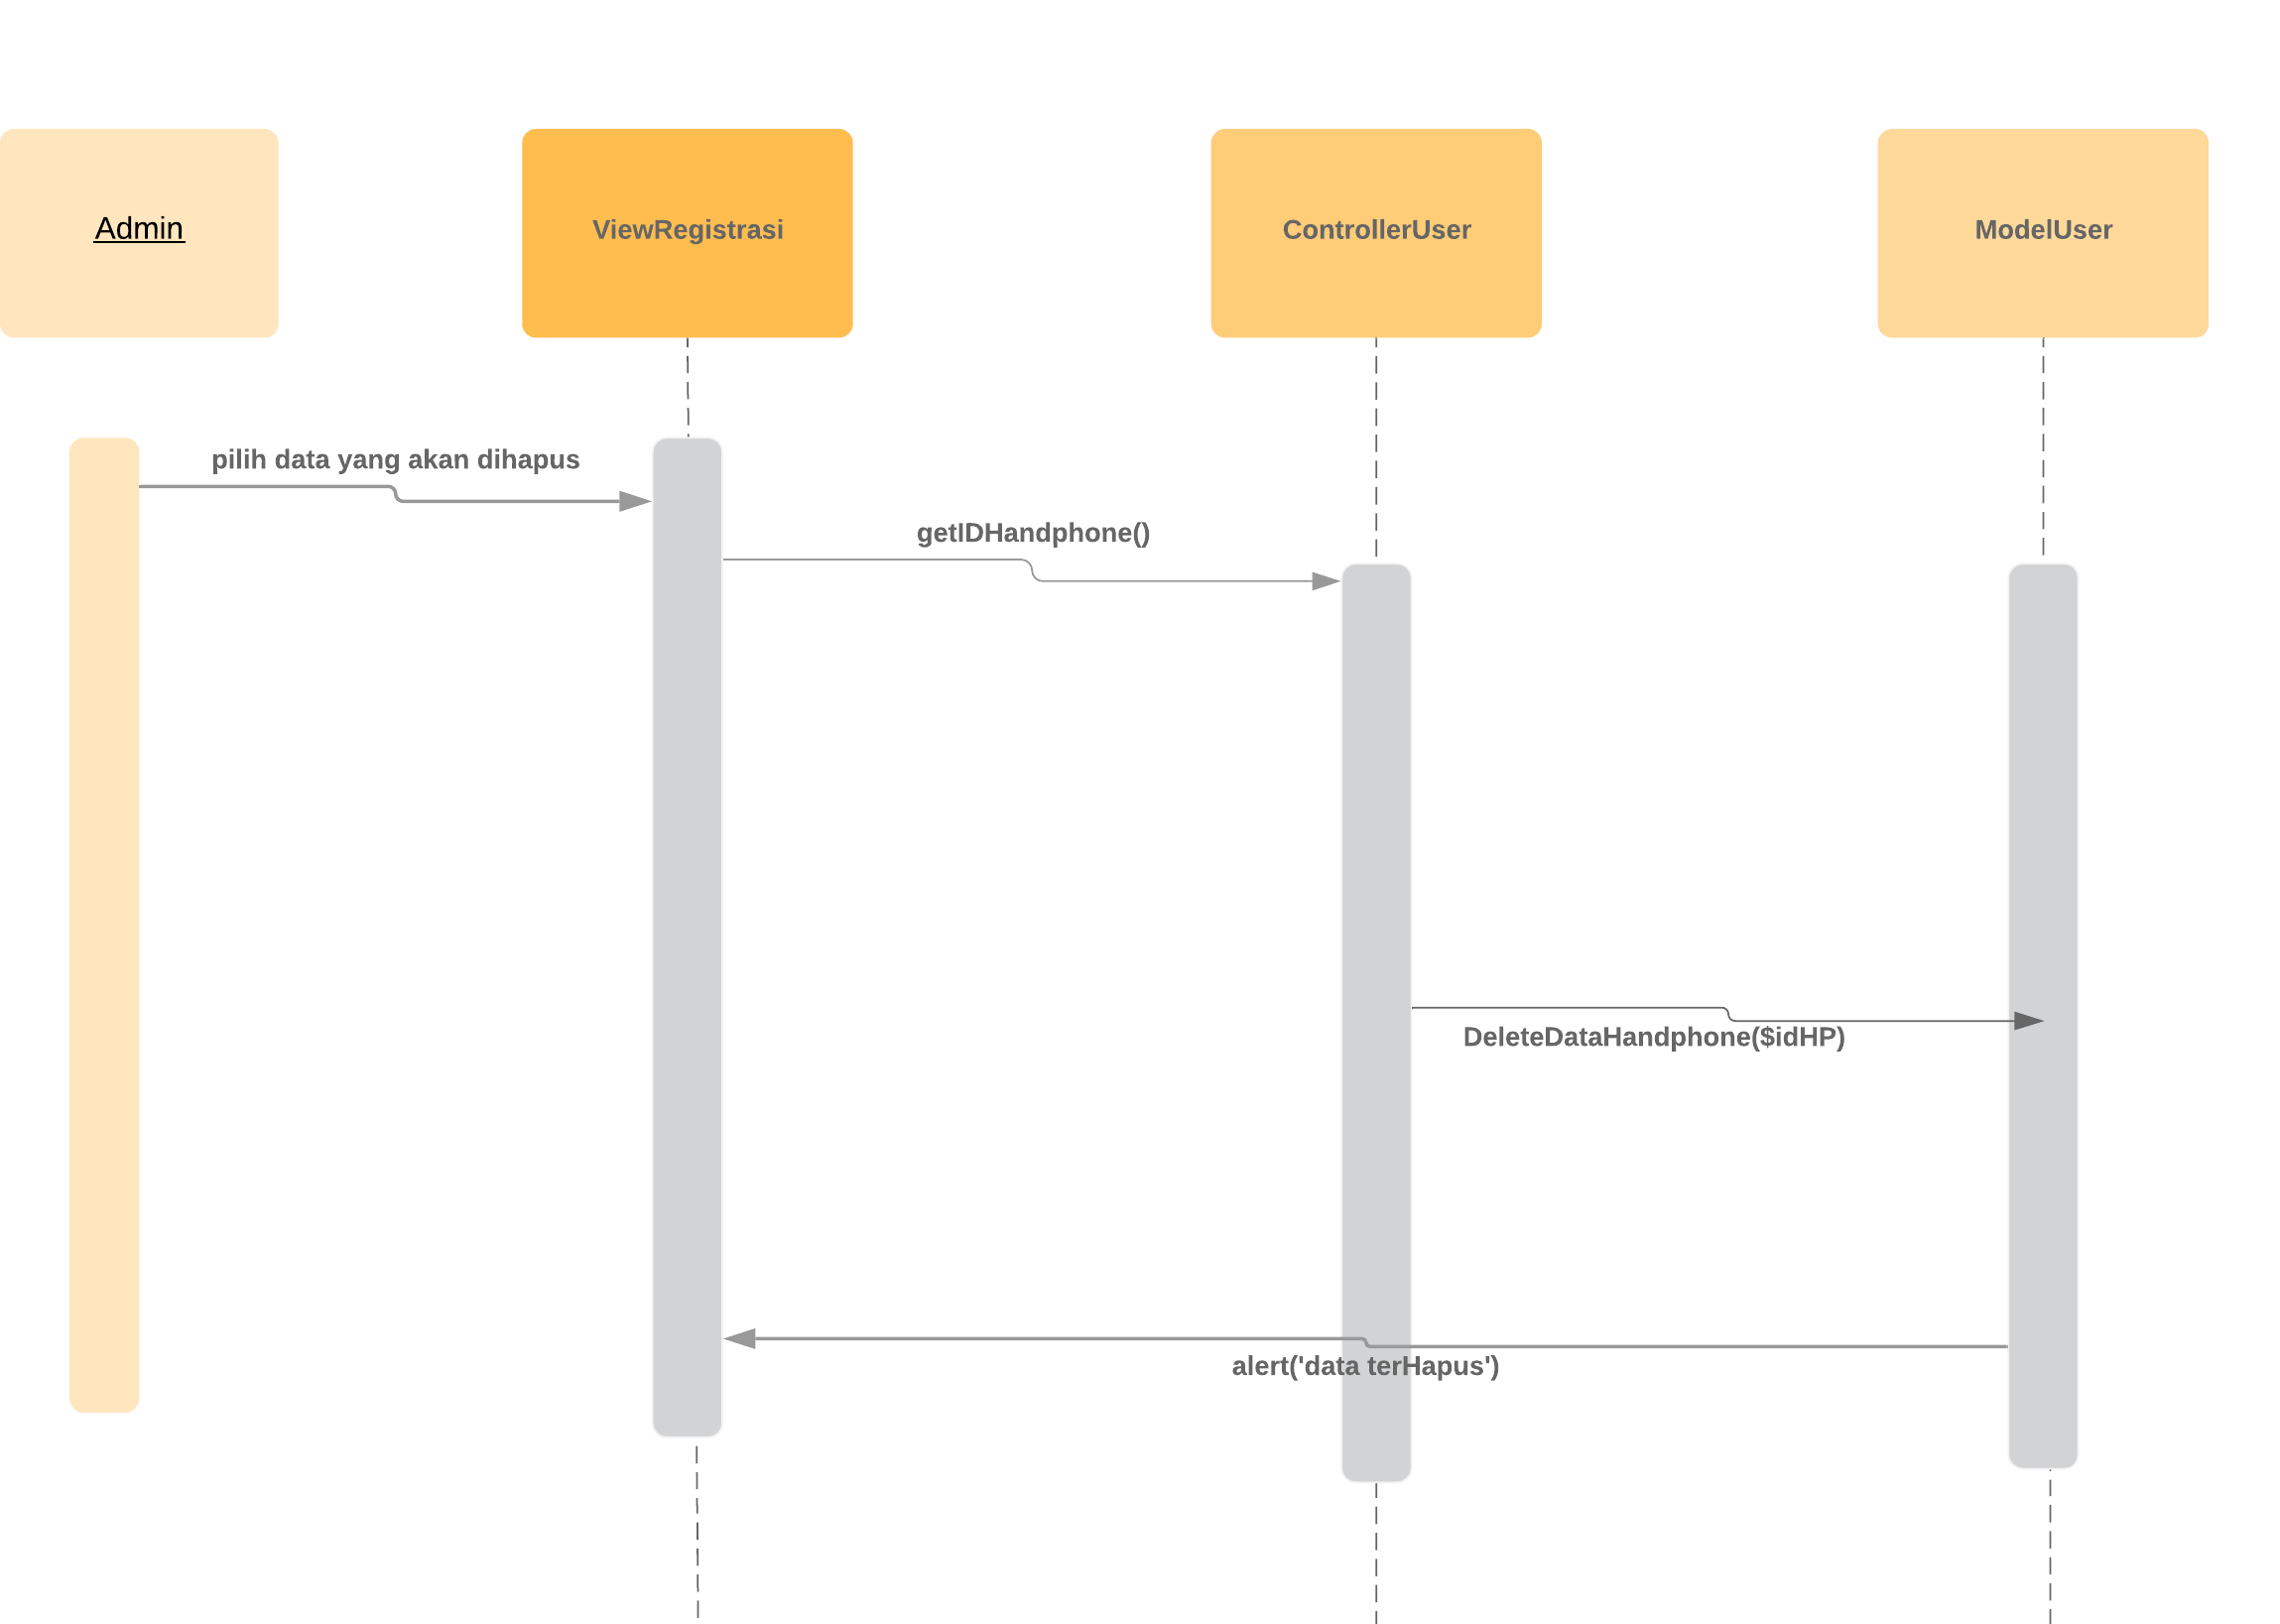 Admin
ViewRegistrasi
ControllerUser
ModelUser
pilih data yang akan dihapus
getIDHandphone()
DeleteDataHandphone($idHP)
alert('data terHapus')